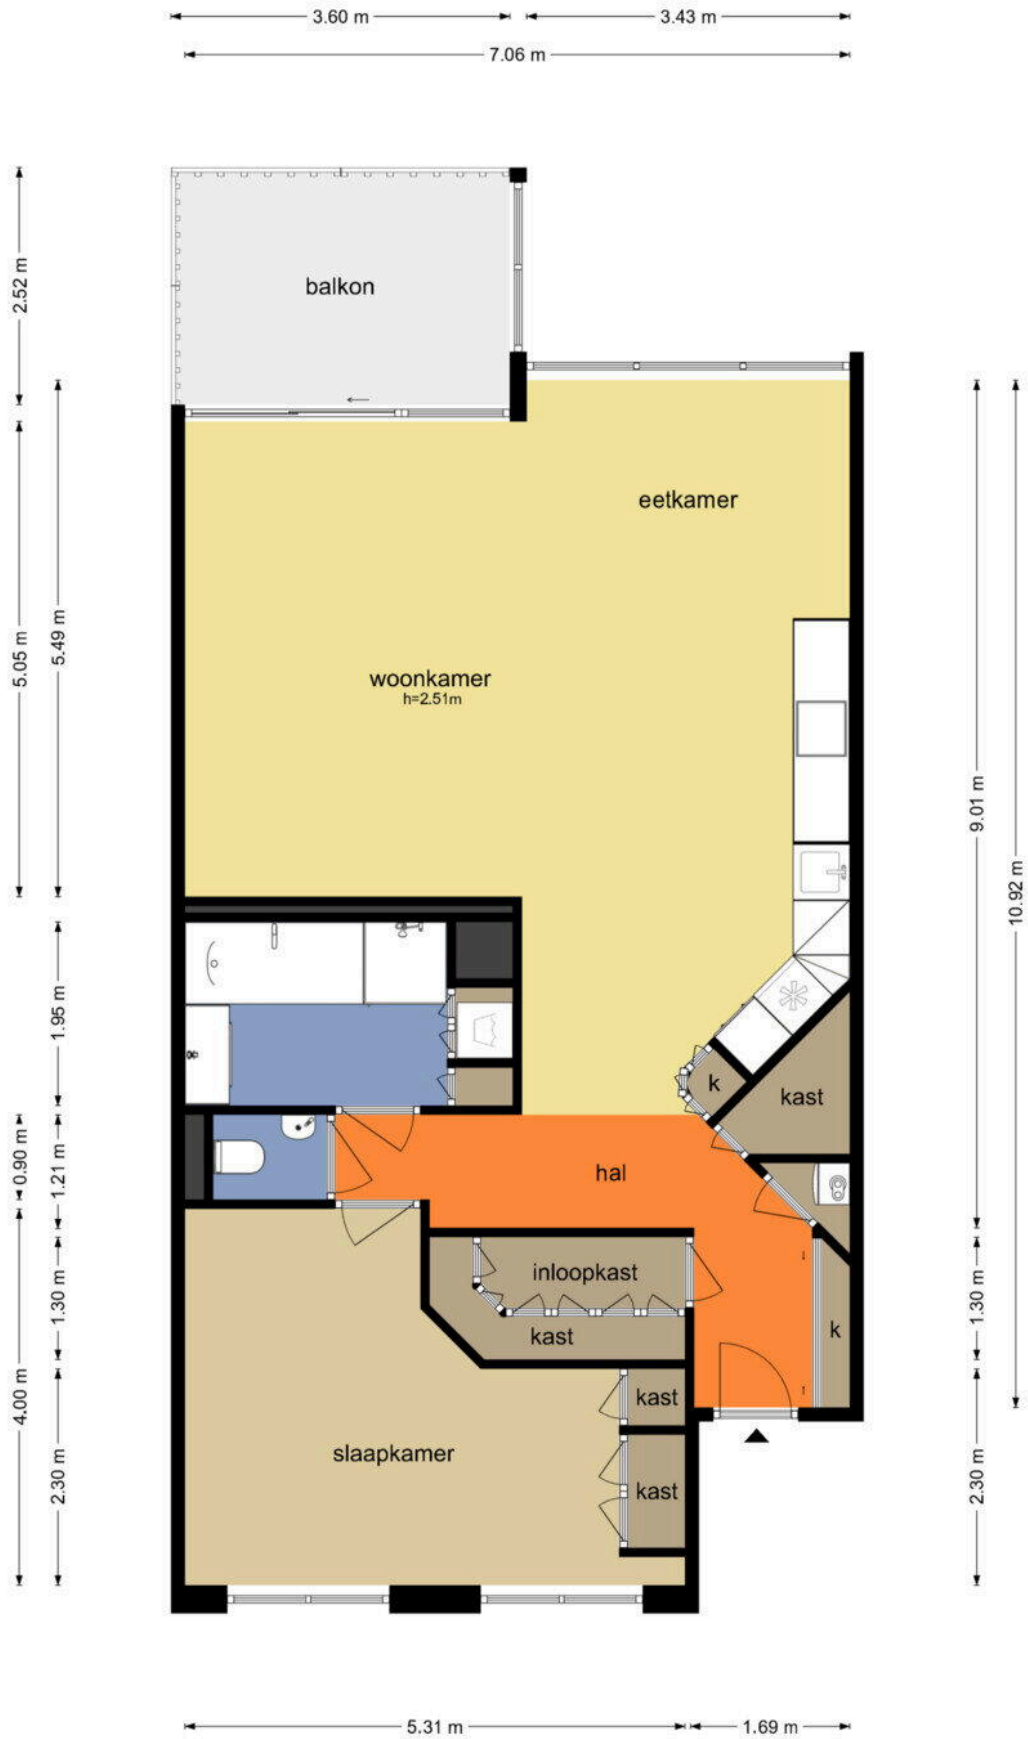 3.60 m
3.43 m
7.06 m
2.52 m
balkon
eetkamer
5.05 m
5.49 m
woonkamer
h=2.51m
9.01 m
10.92 m
1.95 m
k
kast
0.90 m
1.21 m
hal
inloopkast
kast
1.30 m
1.30 m
k
4.00 m
kast
slaapkamer
2.30 m
kast
2.30 m
5.31 m
1.69 m